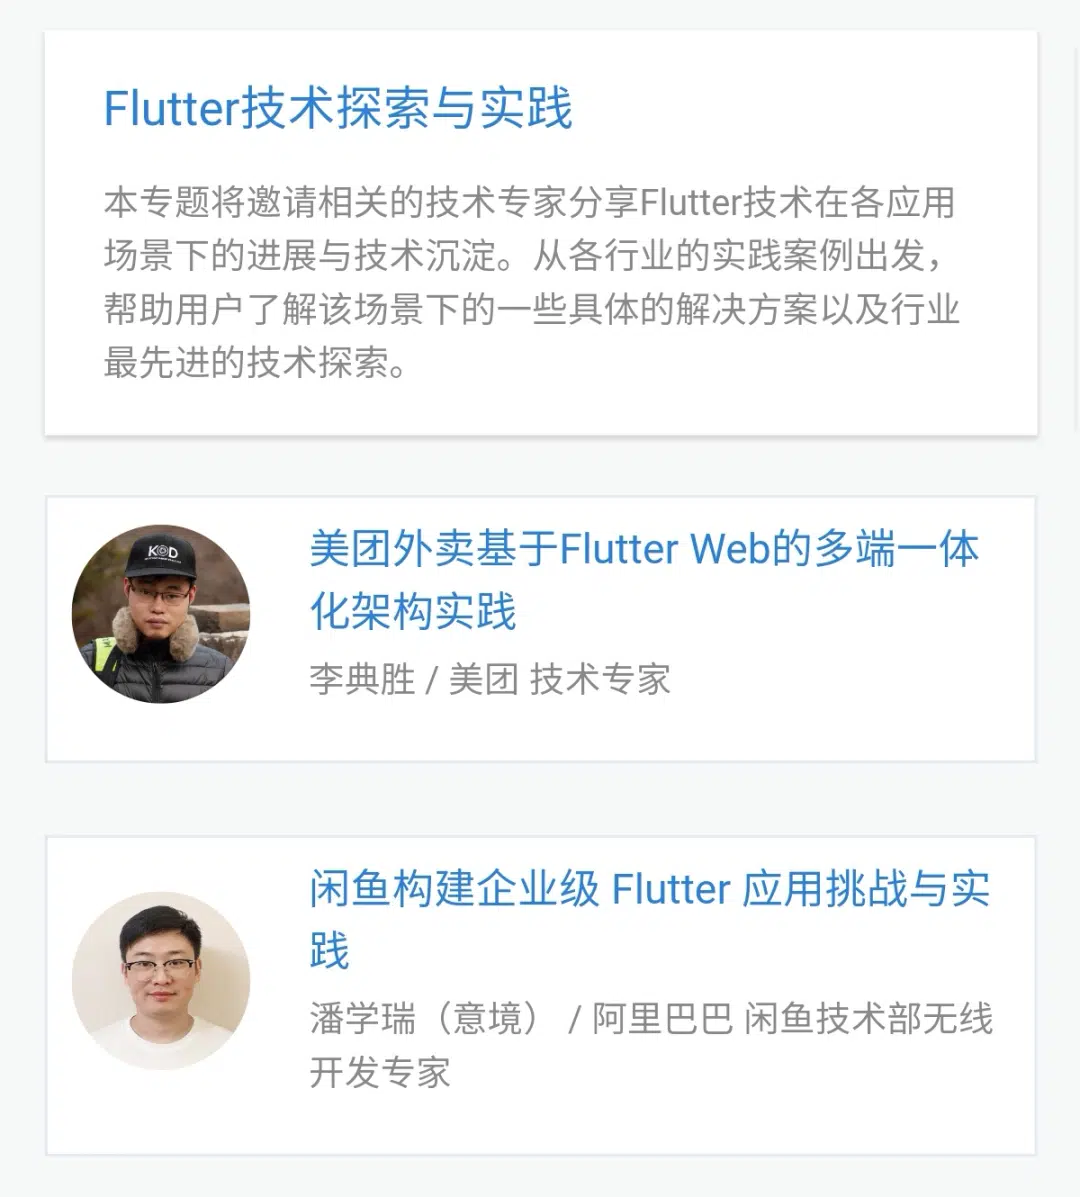 Flutter技术探索与实践
本专题将邀请相关的技术专家分享Flutter技术在各应用
场景下的进展与技术沉淀。从各行业的实践案例出发，
帮助用户了解该场景下的一些具体的解决方案以及行业
最先进的技术探索。
KOD
美团外卖基于Flutter Web的多端一体
化架构实践
李典胜 / 美团 技术专家
闲鱼构建企业级 Flutter 应用挑战与实
践
潘学瑞（意境） / 阿里巴巴 闲鱼技术部无线
开发专家